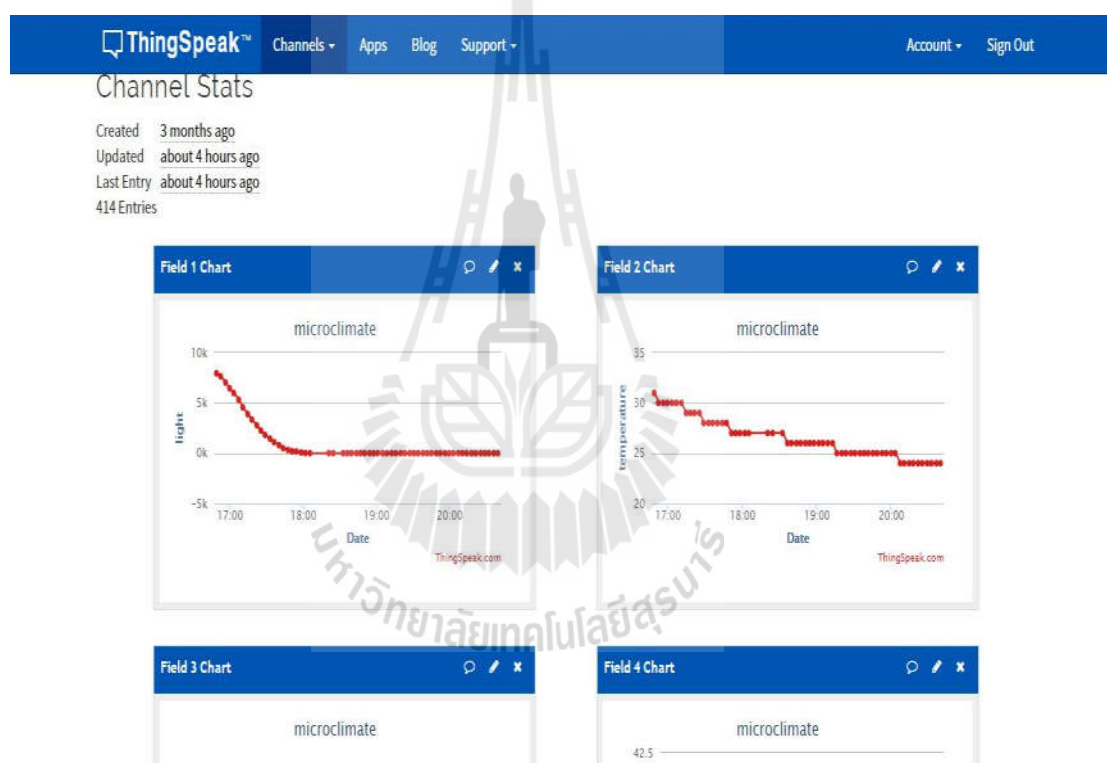 ThingSpeak™ Channels Apps Blog Support Account Sign Out
Channel Stats
Created 3 months ago
Updated about 4 hours ago
Last Entry about 4 hours ago
414 Entries
Field 1 Chart
microclimate
10k
5k
0k
-5k
light
17:00 18:00 19:00 20:00
Date
ThingSpeak.com
Field 2 Chart
microclimate
35
30
25
20
temperature
17:00 18:00 19:00 20:00
Date
ThingSpeak.com
มหาวิทยาลัยเทคโนโลยีสุรนารี
Field 3 Chart
microclimate
Field 4 Chart
microclimate
42.5